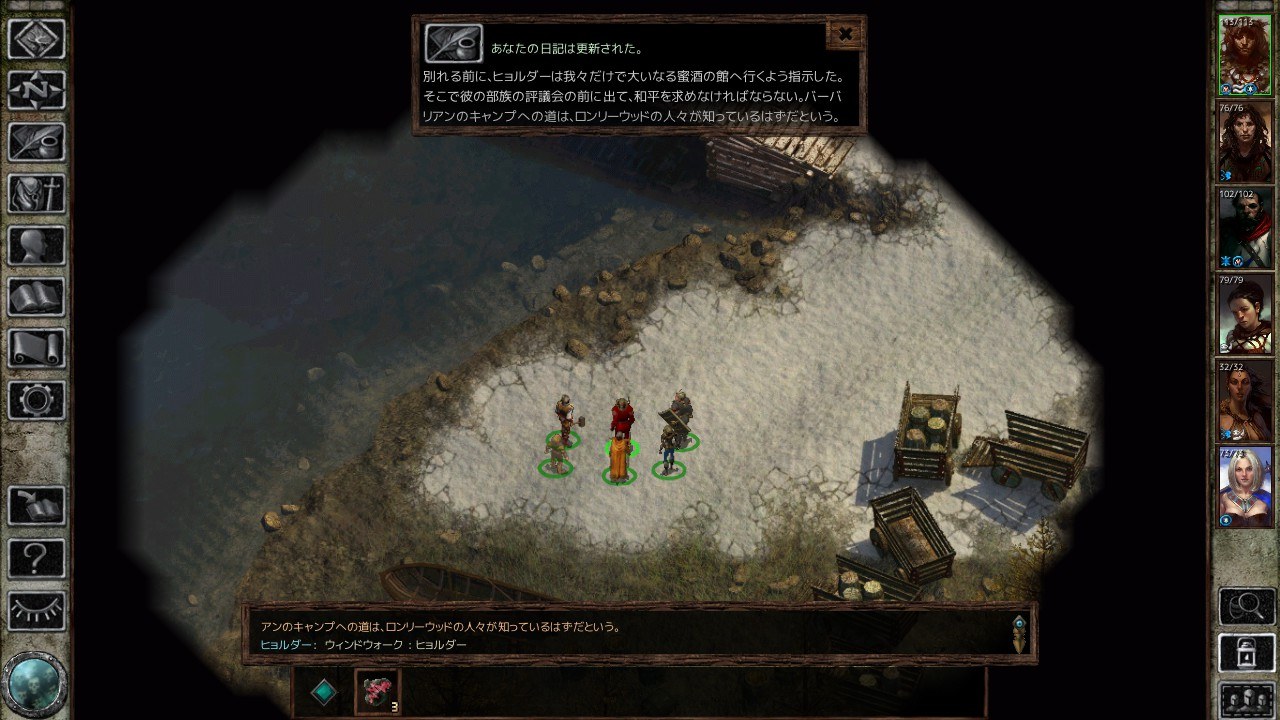 あなたの日記は更新された。
別れる前に、ヒョルダーは我々だけで大いなる蜜酒の館へ行くよう指示した。
そこで彼の部族の評議会の前に出て、和平を求めなければならない。バーバ
リアンのキャンプへの道は、ロンリーウッドの人々が知っているはずだという。
113/113
76/76
102/102
79/79
32/32
73/73
N
?
アンのキャンプへの道は、ロンリーウッドの人々が知っているはずだという。
ヒョルダー: ウィンドウォーク : ヒョルダー
3